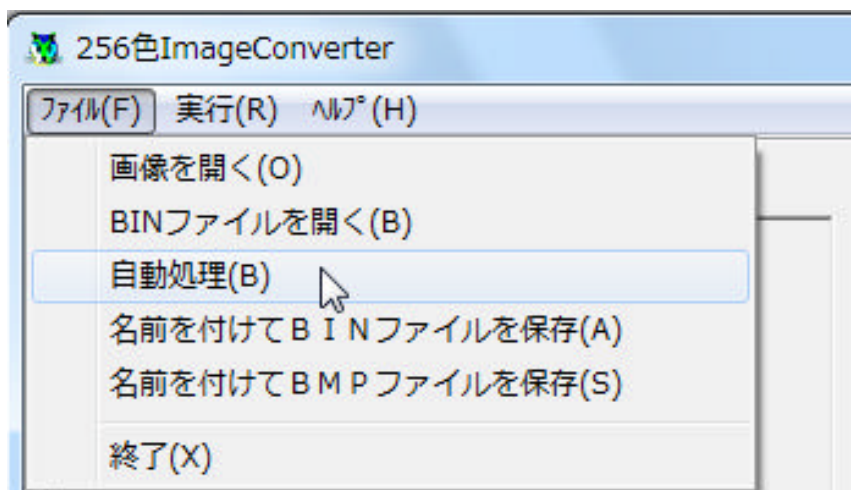 256色ImageConverter
ﾌｧｲﾙ(F) 実行(R) ﾍﾙﾌﾟ(H)
画像を開く(O)
BINファイルを開く(B)
自動処理(B)
名前を付けてＢＩＮファイルを保存(A)
名前を付けてＢＭＰファイルを保存(S)
終了(X)